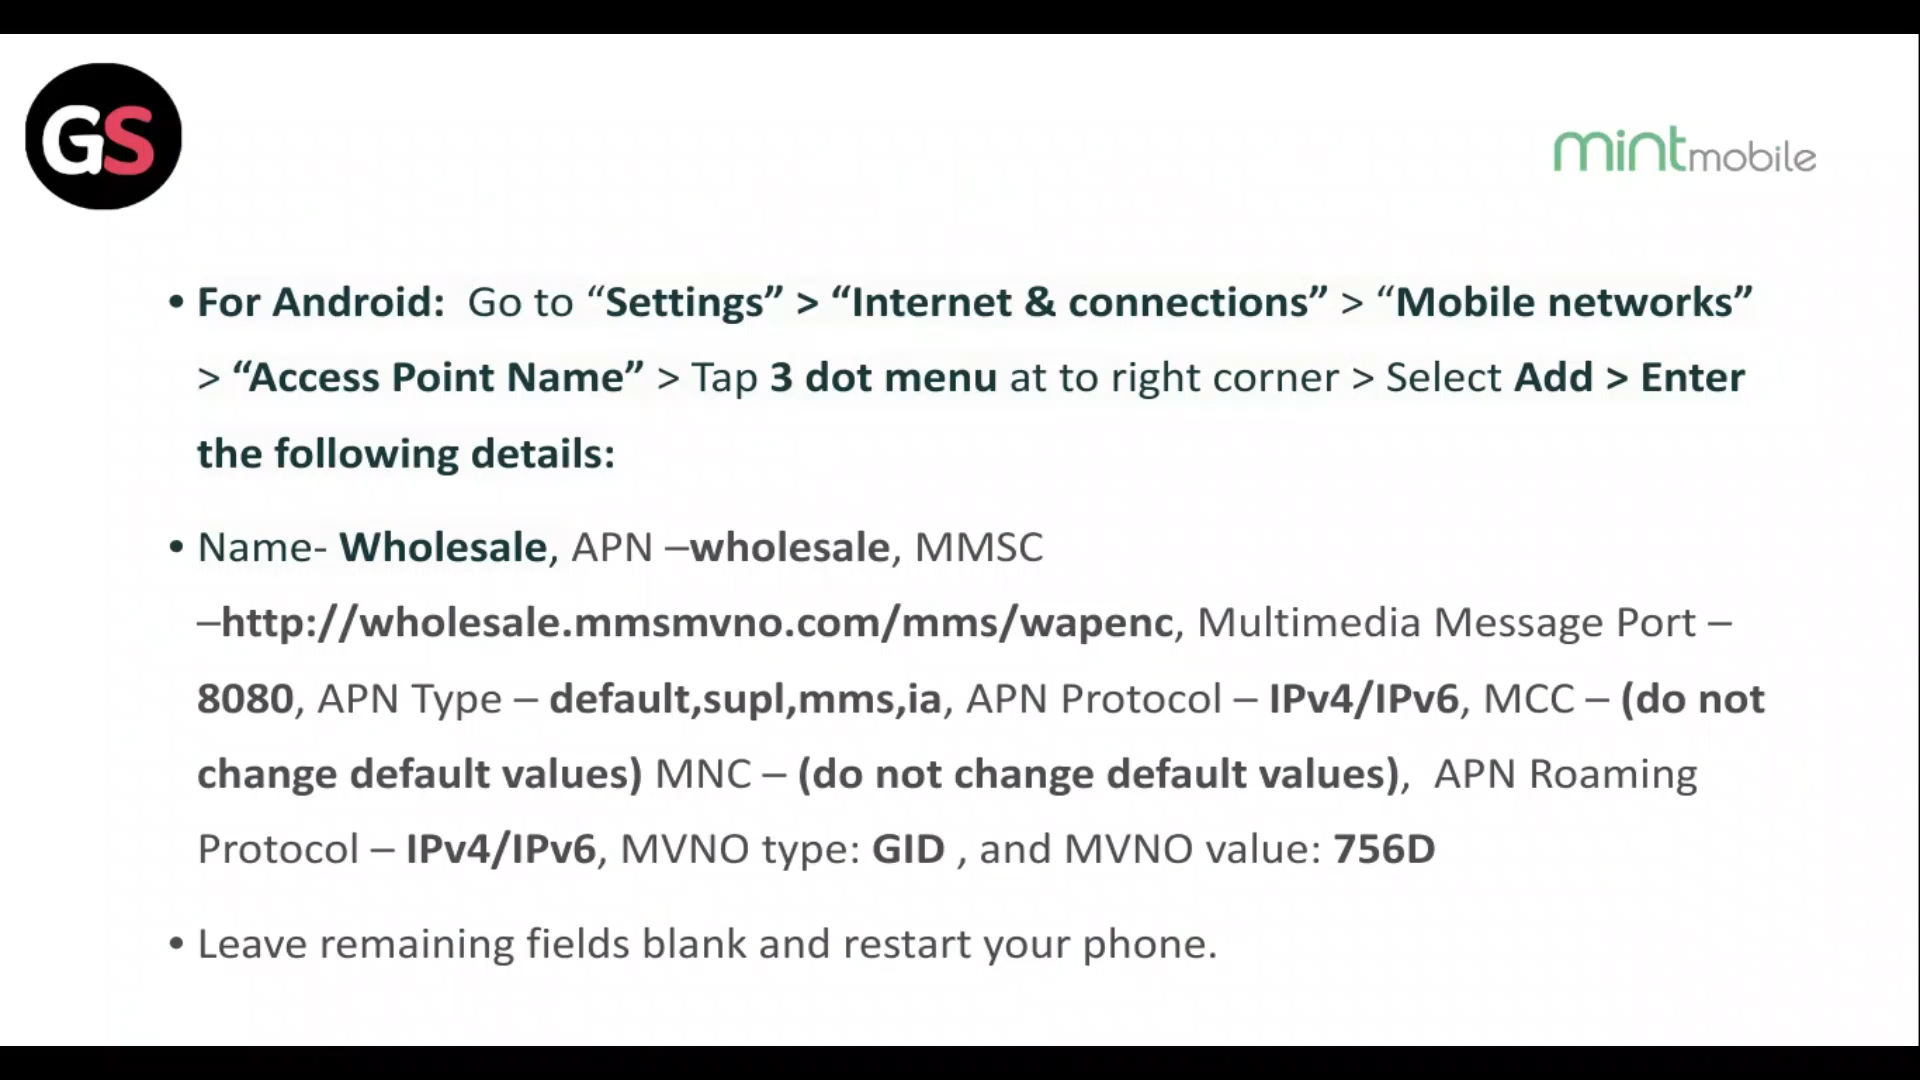 GS
mintmobile
• For Android:  Go to “Settings” > “Internet & connections” > “Mobile networks”
> “Access Point Name” > Tap 3 dot menu at to right corner > Select Add > Enter
the following details:
• Name- Wholesale, APN –wholesale, MMSC
–http://wholesale.mmsmvno.com/mms/wapenc, Multimedia Message Port –
8080, APN Type – default,supl,mms,ia, APN Protocol – IPv4/IPv6, MCC – (do not
change default values) MNC – (do not change default values),  APN Roaming
Protocol – IPv4/IPv6, MVNO type: GID , and MVNO value: 756D
• Leave remaining fields blank and restart your phone.